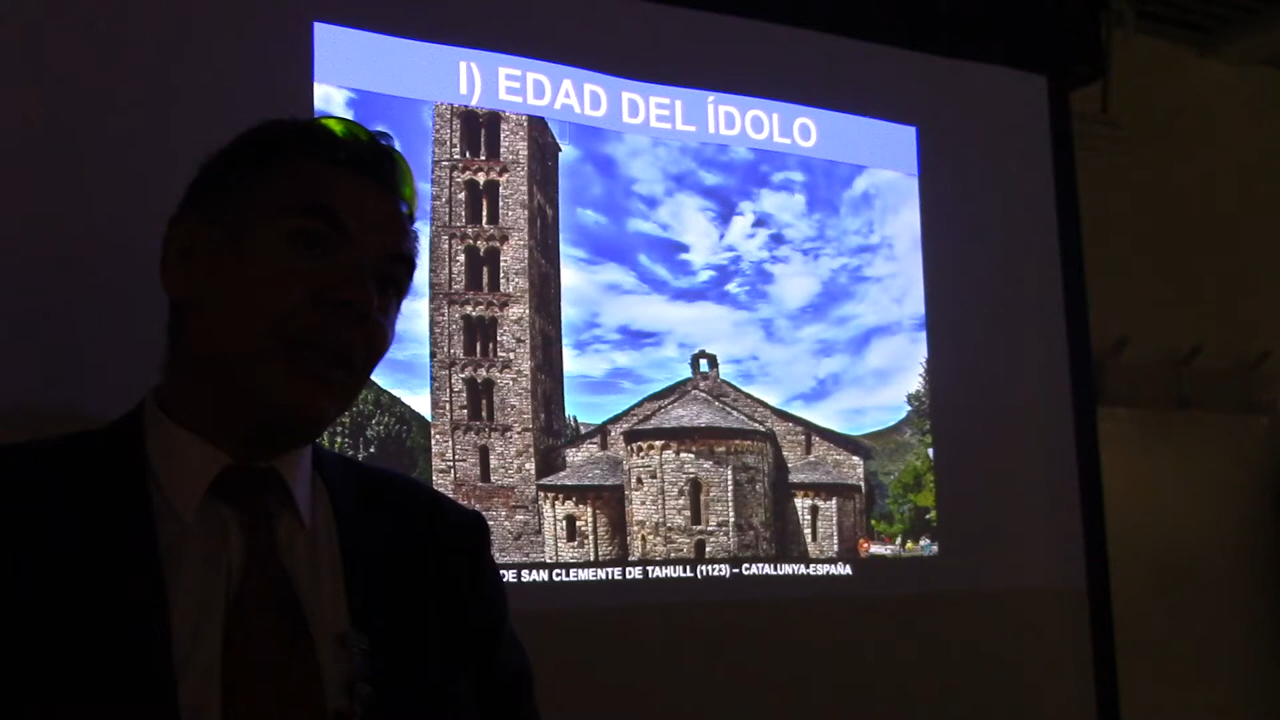 I) EDAD DEL ÍDOLO
DE SAN CLEMENTE DE TAHULL (1123) – CATALUNYA-ESPAÑA